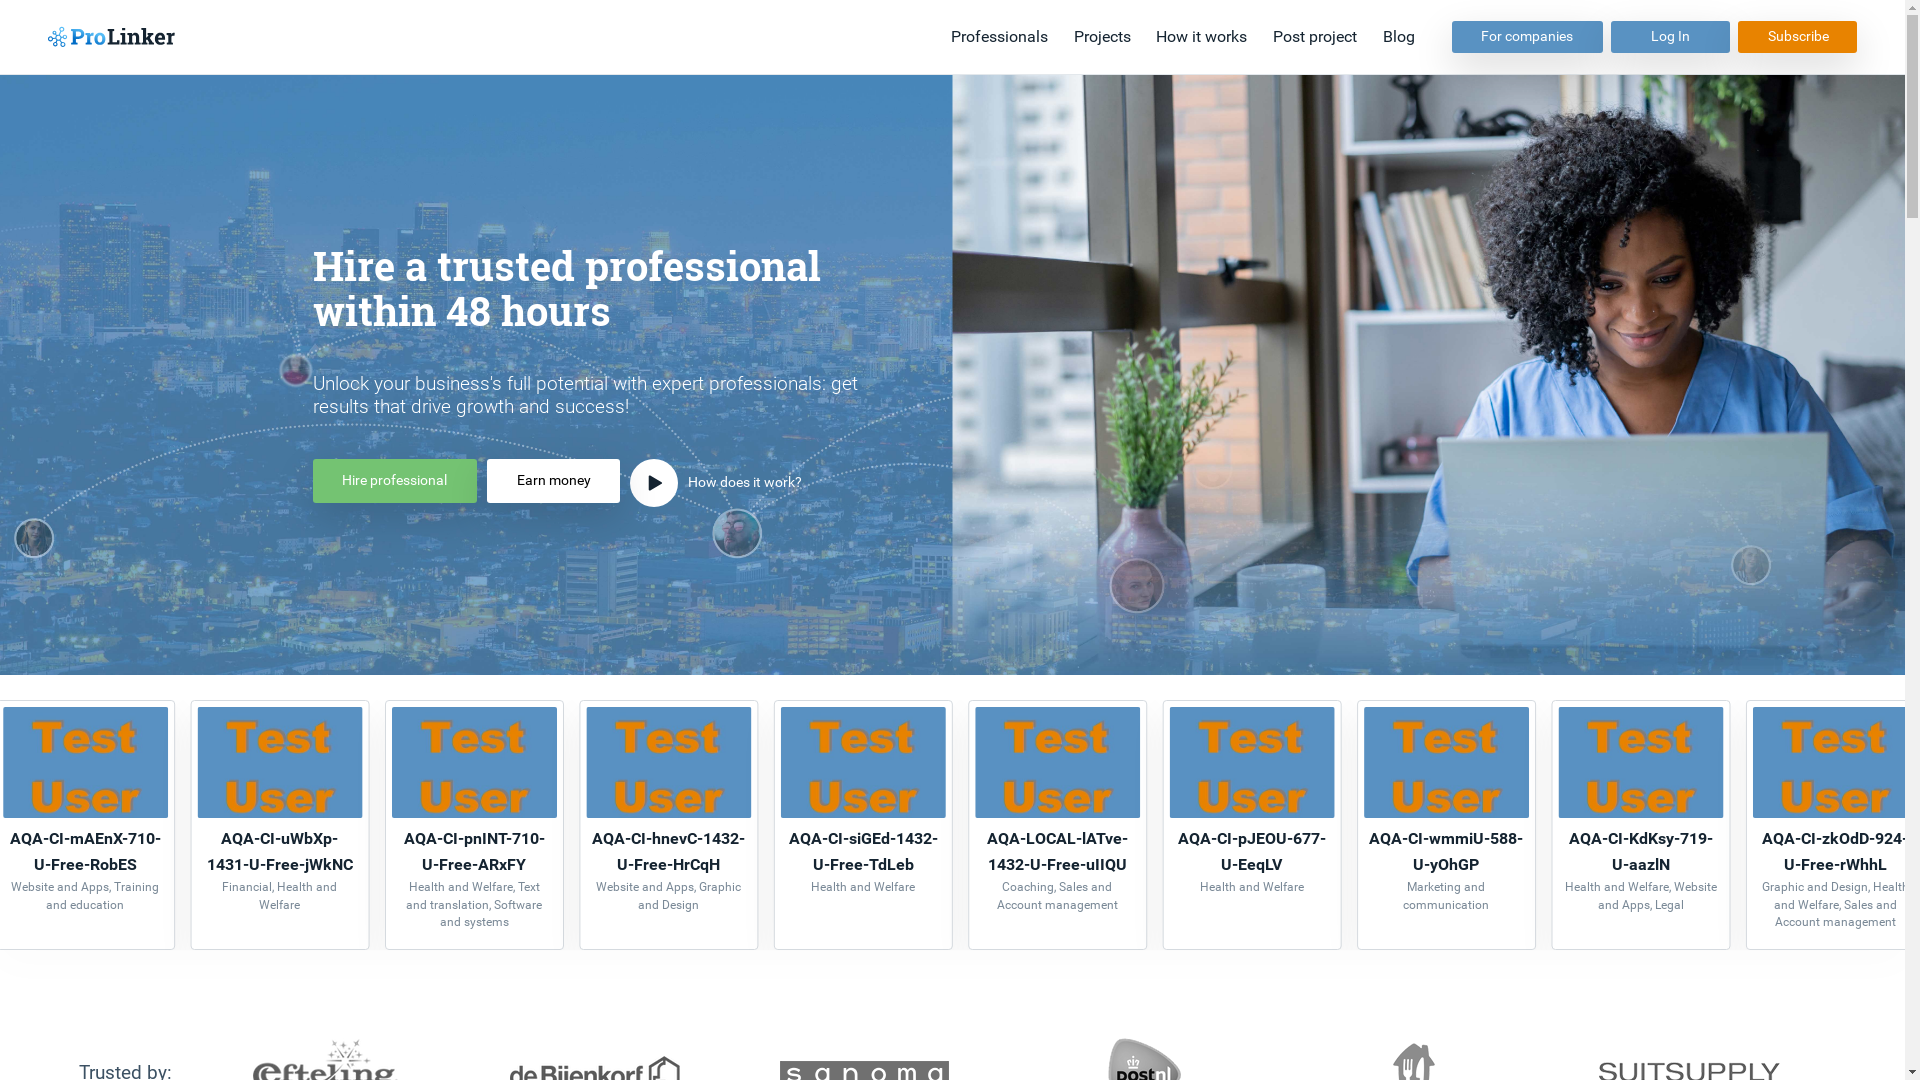 ProLinker
Professionals
Projects
How it works
Post project
Blog
For companies
Log In
Subscribe
Hire a trusted professional
within 48 hours
Unlock your business's full potential with expert professionals: get
results that drive growth and success!
Hire professional
Earn money
How does it work?
Test
User
AQA-CI-mAEnX-710-
U-Free-RobES
Website and Apps, Training
and education
Test
User
AQA-CI-uWbXp-
1431-U-Free-jWkNC
Financial, Health and
Welfare
Test
User
AQA-CI-pnINT-710-
U-Free-ARxFY
Health and Welfare, Text
and translation, Software
and systems
Test
User
AQA-CI-hnevC-1432-
U-Free-HrCqH
Website and Apps, Graphic
and Design
Test
User
AQA-CI-siGEd-1432-
U-Free-TdLeb
Health and Welfare
Test
User
AQA-LOCAL-lATve-
1432-U-Free-uIIQU
Coaching, Sales and
Account management
Test
User
AQA-CI-pJEOU-677-
U-EeqLV
Health and Welfare
Test
User
AQA-CI-wmmiU-588-
U-yOhGP
Marketing and
communication
Test
User
AQA-CI-KdKsy-719-
U-aazlN
Health and Welfare, Website
and Apps, Legal
Test
User
AQA-CI-zkOdD-924-
U-Free-rWhhL
Graphic and Design, Health
and Welfare, Sales and
Account management
Trusted by:
efteling
de Bijenkorf
sanoma
postnl
SUITSUPPLY